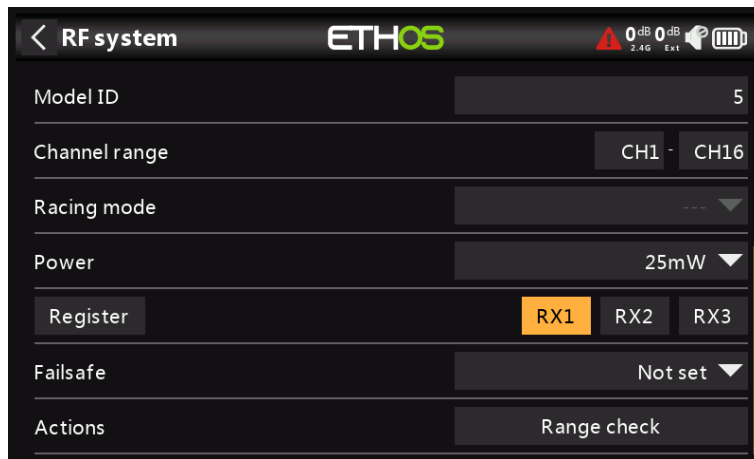 RF system ETHOS 0dB 2.4G 0dB Ext
Model ID 5
Channel range CH1 - CH16
Racing mode ---
Power 25mW
Register RX1 RX2 RX3
Failsafe Not set
Actions Range check